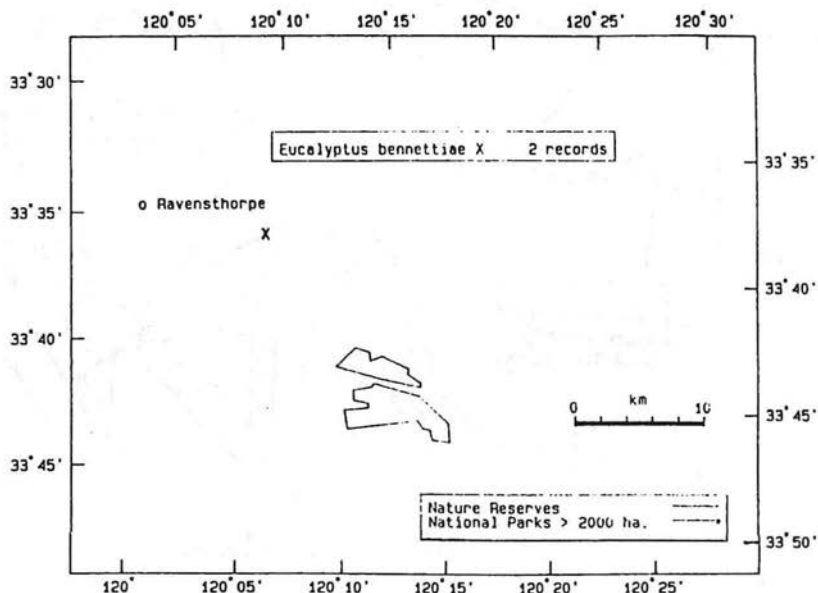 120°05' 120°10' 120°15' 120°20' 120°25' 120°30'
33°30'
Eucalyptus bennettiae X 2 records
33°35'
o Ravensthorpe
33°35'
X
33°40'
33°40'
km
0 10
33°45'
33°45'
Nature Reserves
National Parks > 2000 ha.
33°50'
120° 120°05' 120°10' 120°15' 120°20' 120°25'